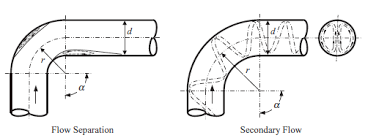 d
r
α
Flow Separation
d
r
α
Secondary Flow